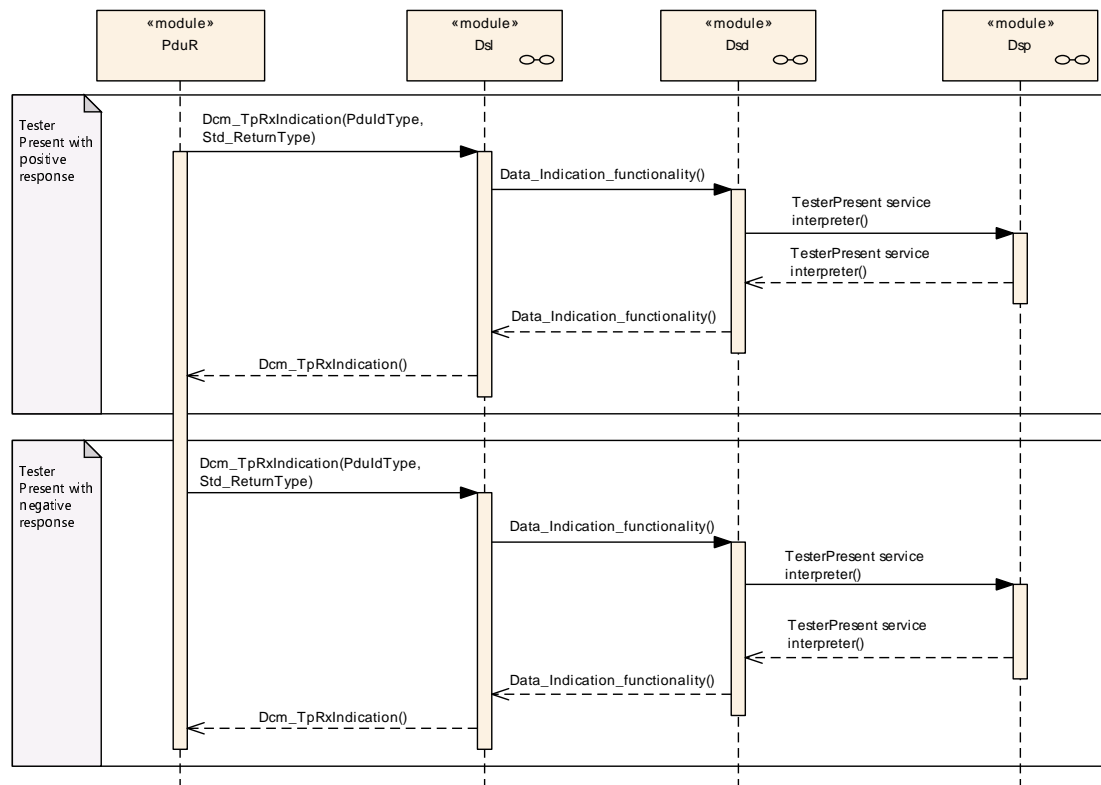 «module»
PduR
«module»
Dsl
«module»
Dsd
«module»
Dsp
Tester
Present with
positive
response
Dcm_TpRxIndication(PduIdType,
Std_ReturnType)
Data_Indication_functionality()
TesterPresent service
interpreter()
TesterPresent service
interpreter()
Data_Indication_functionality()
Dcm_TpRxIndication()
Tester
Present with
negative
response
Dcm_TpRxIndication(PduIdType,
Std_ReturnType)
Data_Indication_functionality()
TesterPresent service
interpreter()
TesterPresent service
interpreter()
Data_Indication_functionality()
Dcm_TpRxIndication()